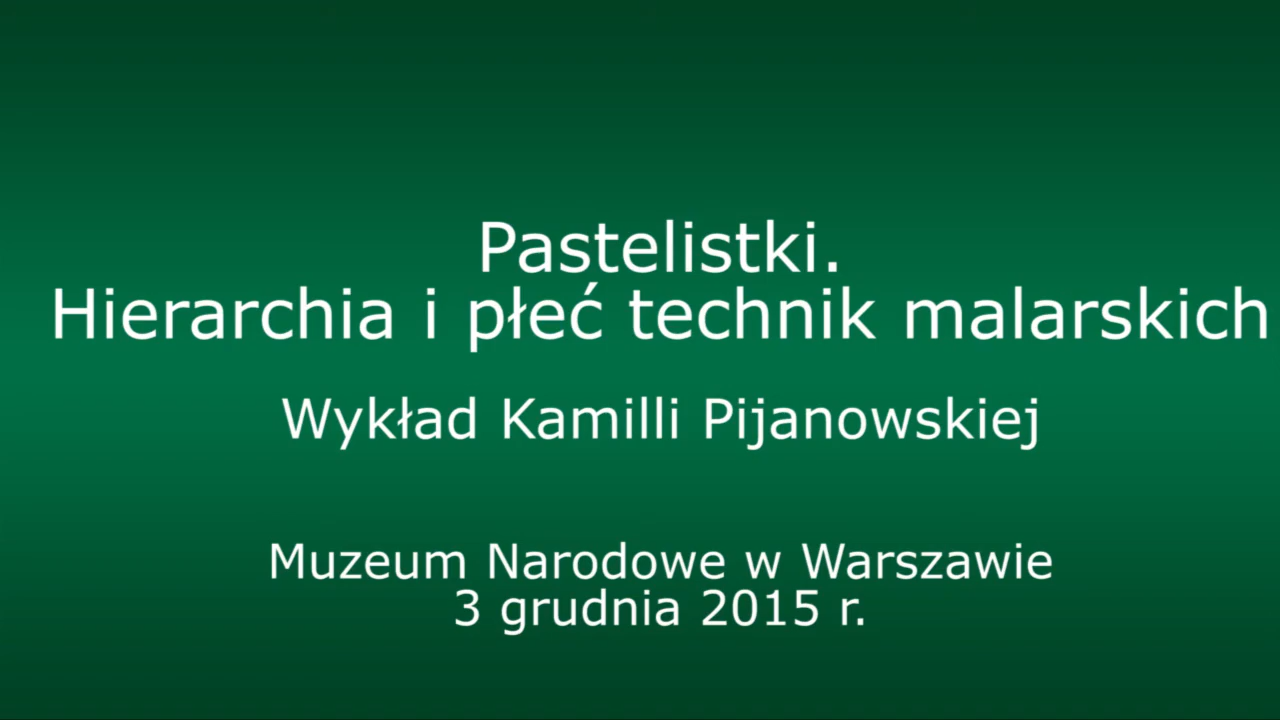 Pastelistki.
Hierarchia i płeć technik malarskich
Wykład Kamilli Pijanowskiej
Muzeum Narodowe w Warszawie
3 grudnia 2015 r.